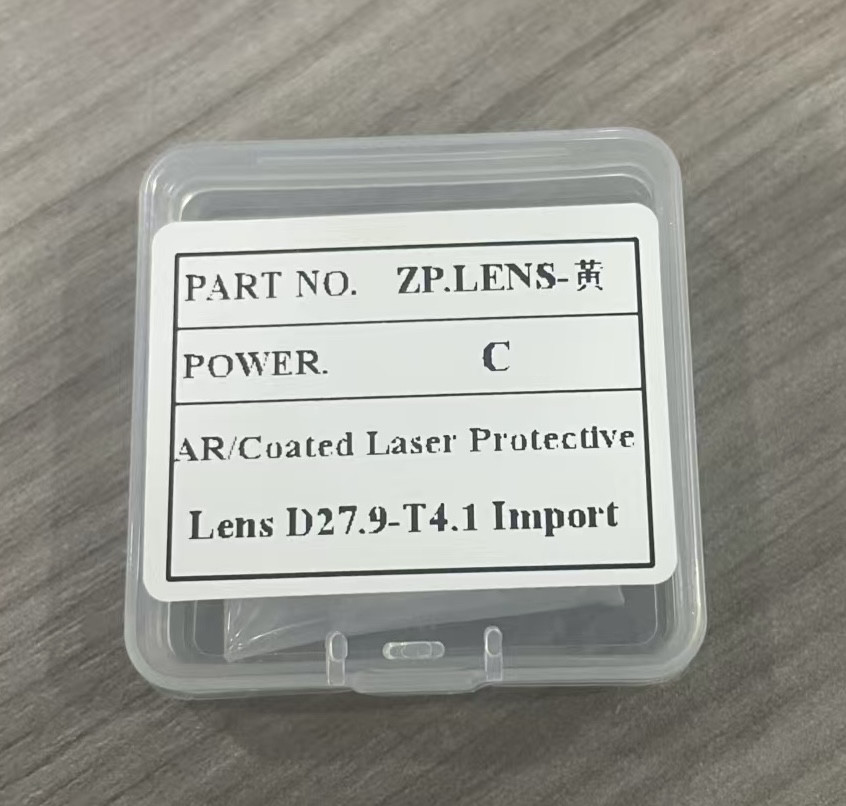 PART NO. ZP.LENS-黄
POWER. C
AR/Coated Laser Protective
Lens D27.9-T4.1 Import